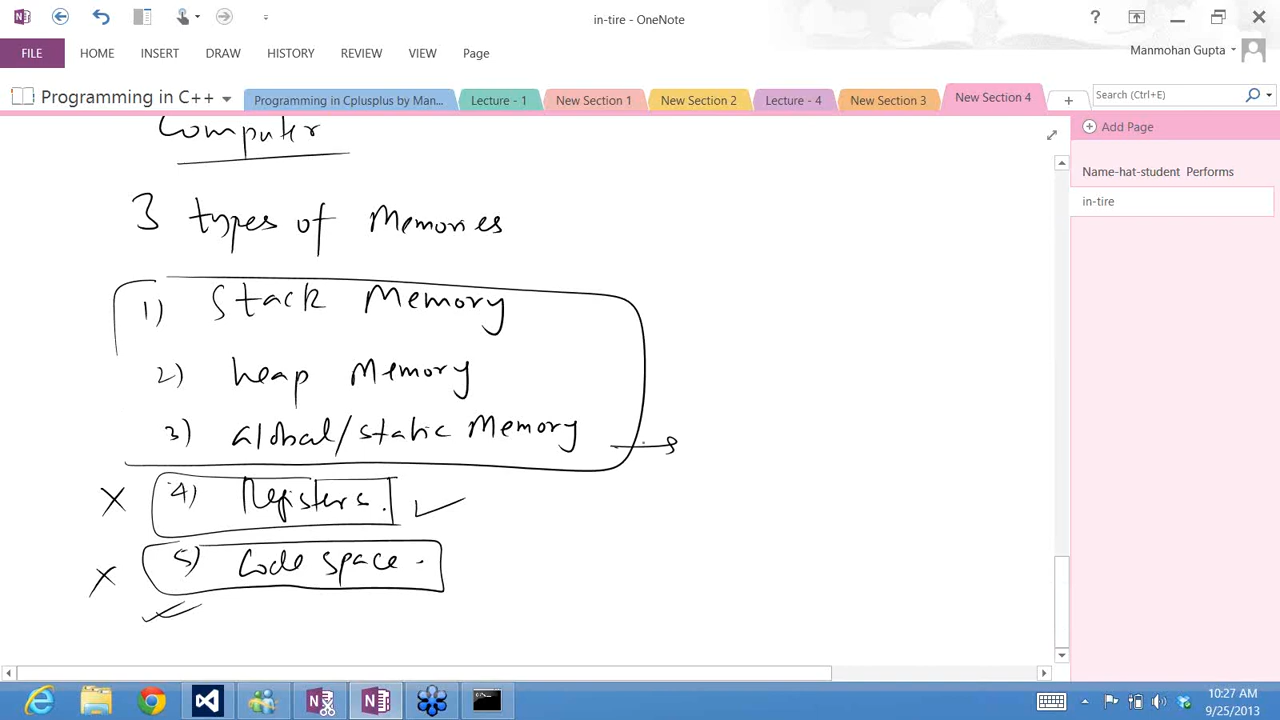 in-tire - OneNote
?
Manmohan Gupta
FILE HOME INSERT DRAW HISTORY REVIEW VIEW Page
Programming in C++
Programming in Cplusplus by Man...
Lecture - 1
New Section 1
New Section 2
Lecture - 4
New Section 3
New Section 4
Search (Ctrl+E)
Add Page
Name-hat-student Performs
in-tire
Computer
3 types of Memories
1) Stack Memory
2) heap Memory
3) Global/static Memory →
X 4) Registers. ✓
X 5) Code space -
✓
10:27 AM
9/25/2013